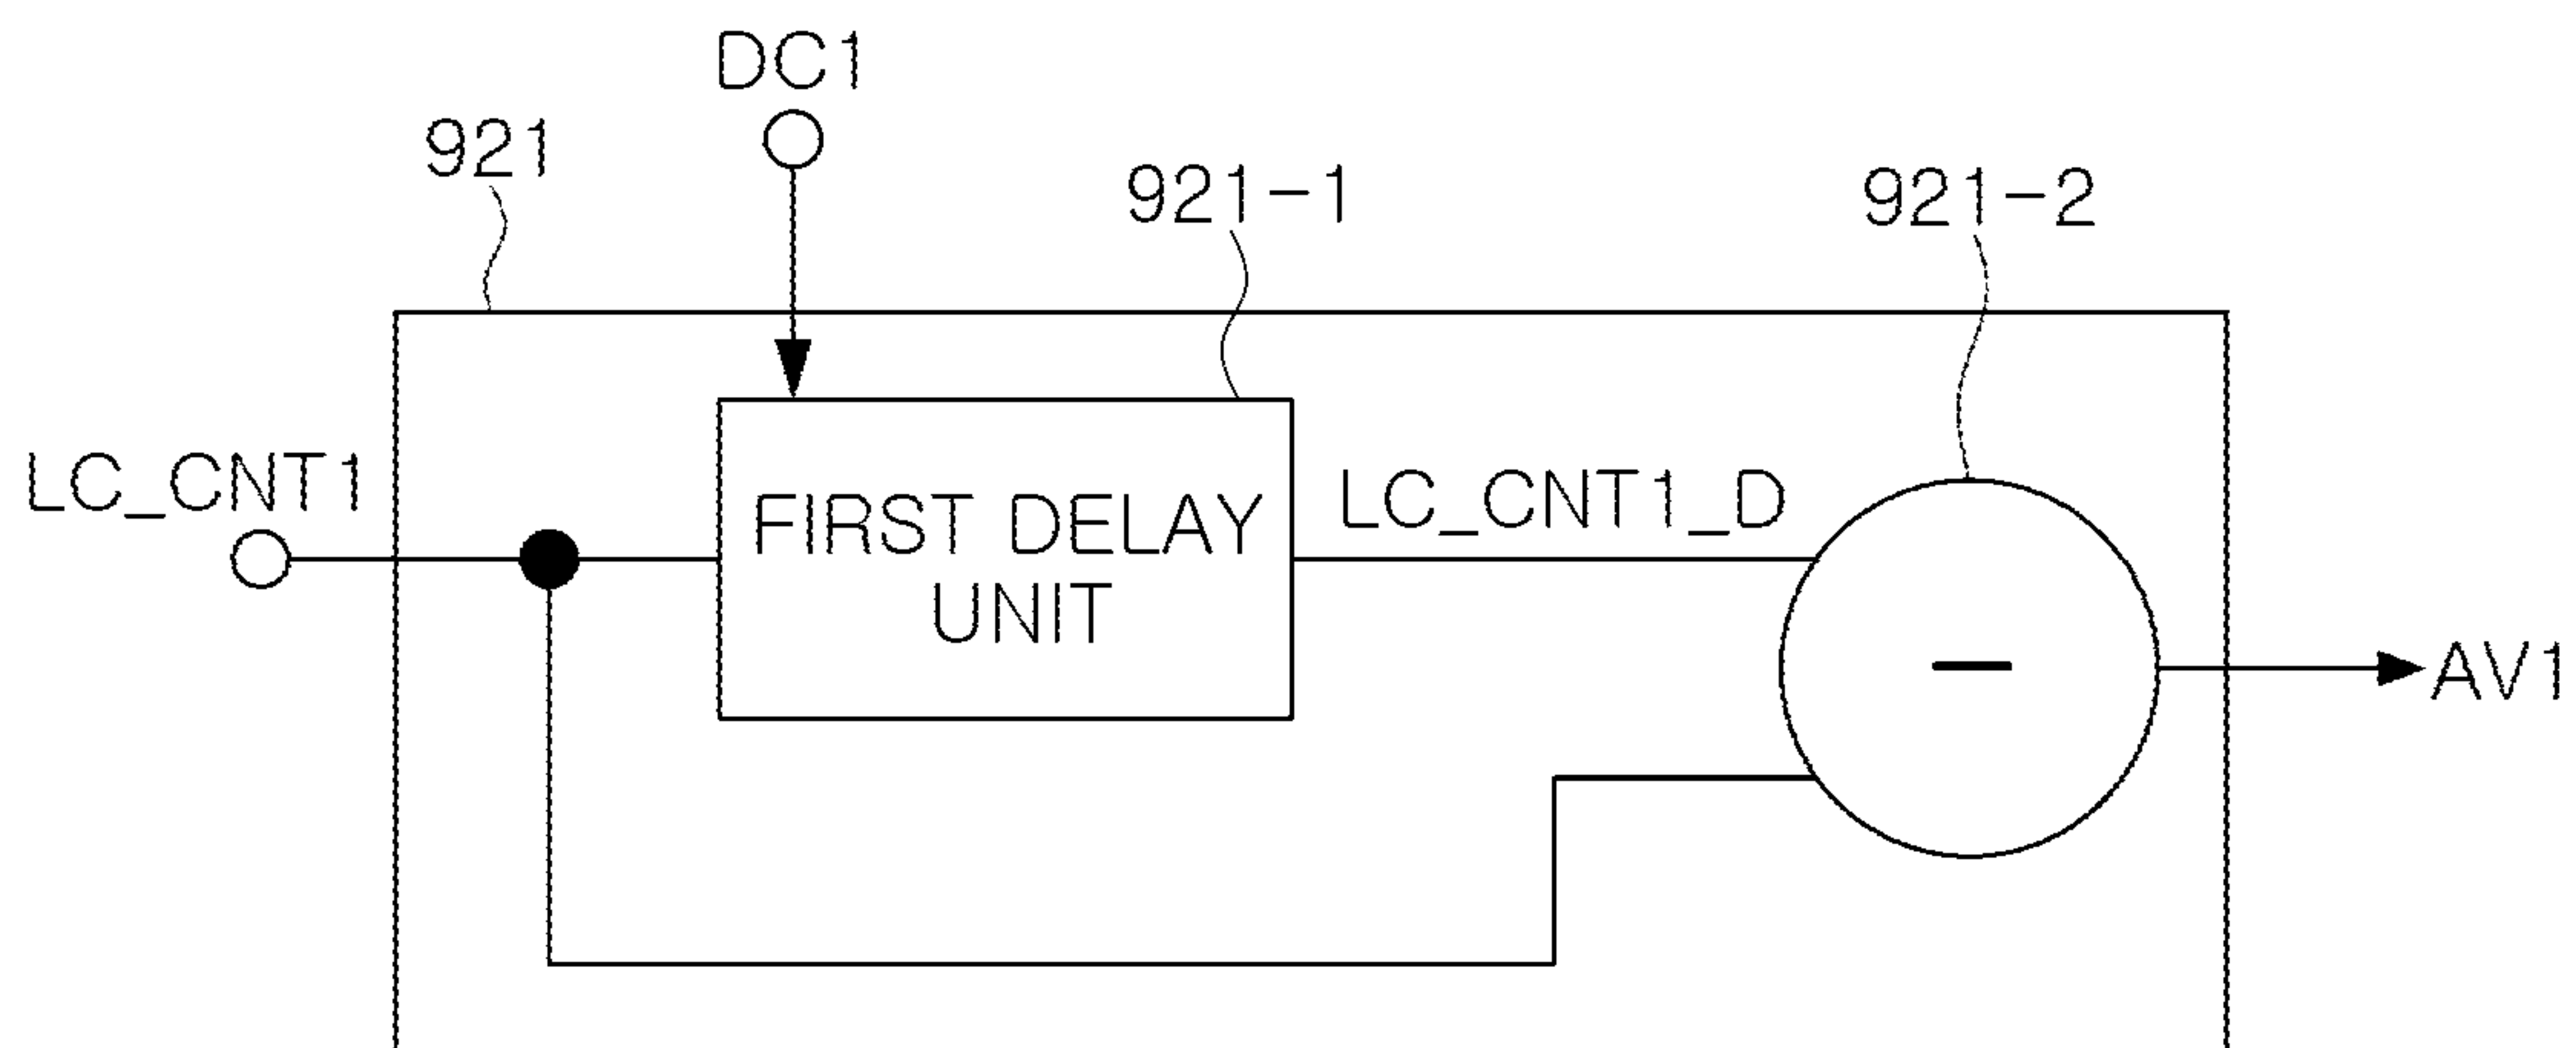 DC1
921
921-1
921-2
LC_CNT1
FIRST DELAY
UNIT
LC_CNT1_D
−
AV1